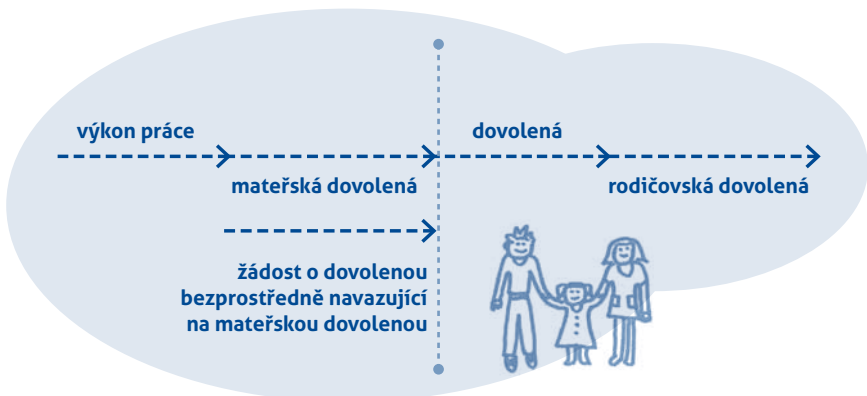 výkon práce
dovolená
mateřská dovolená
rodičovská dovolená
žádost o dovolenou
bezprostředně navazující
na mateřskou dovolenou